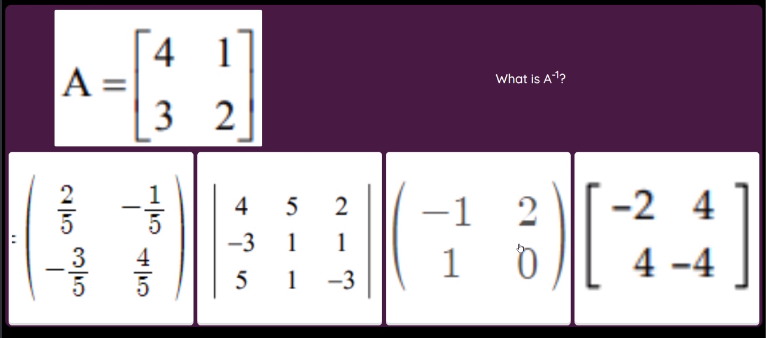 A = [4 1
3 2]
What is A⁻¹?
= (2/5 -1/5
-3/5 4/5)
|4 5 2
-3 1 1
5 1 -3|
(-1 2
1 0)
[-2 4
4 -4]